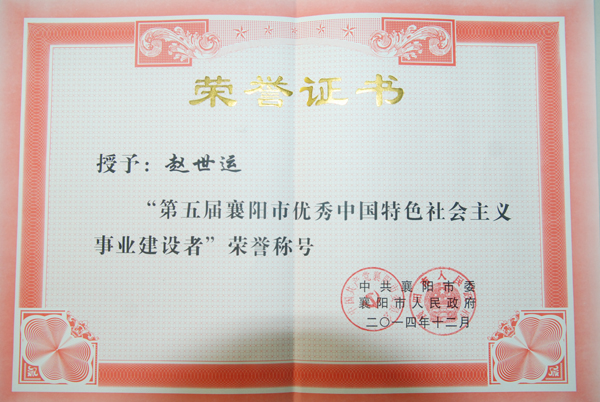 荣誉证书
授予：赵世运
“第五届襄阳市优秀中国特色社会主义
事业建设者”荣誉称号
中共襄阳市委
襄阳市人民政府
二〇一四年十二月